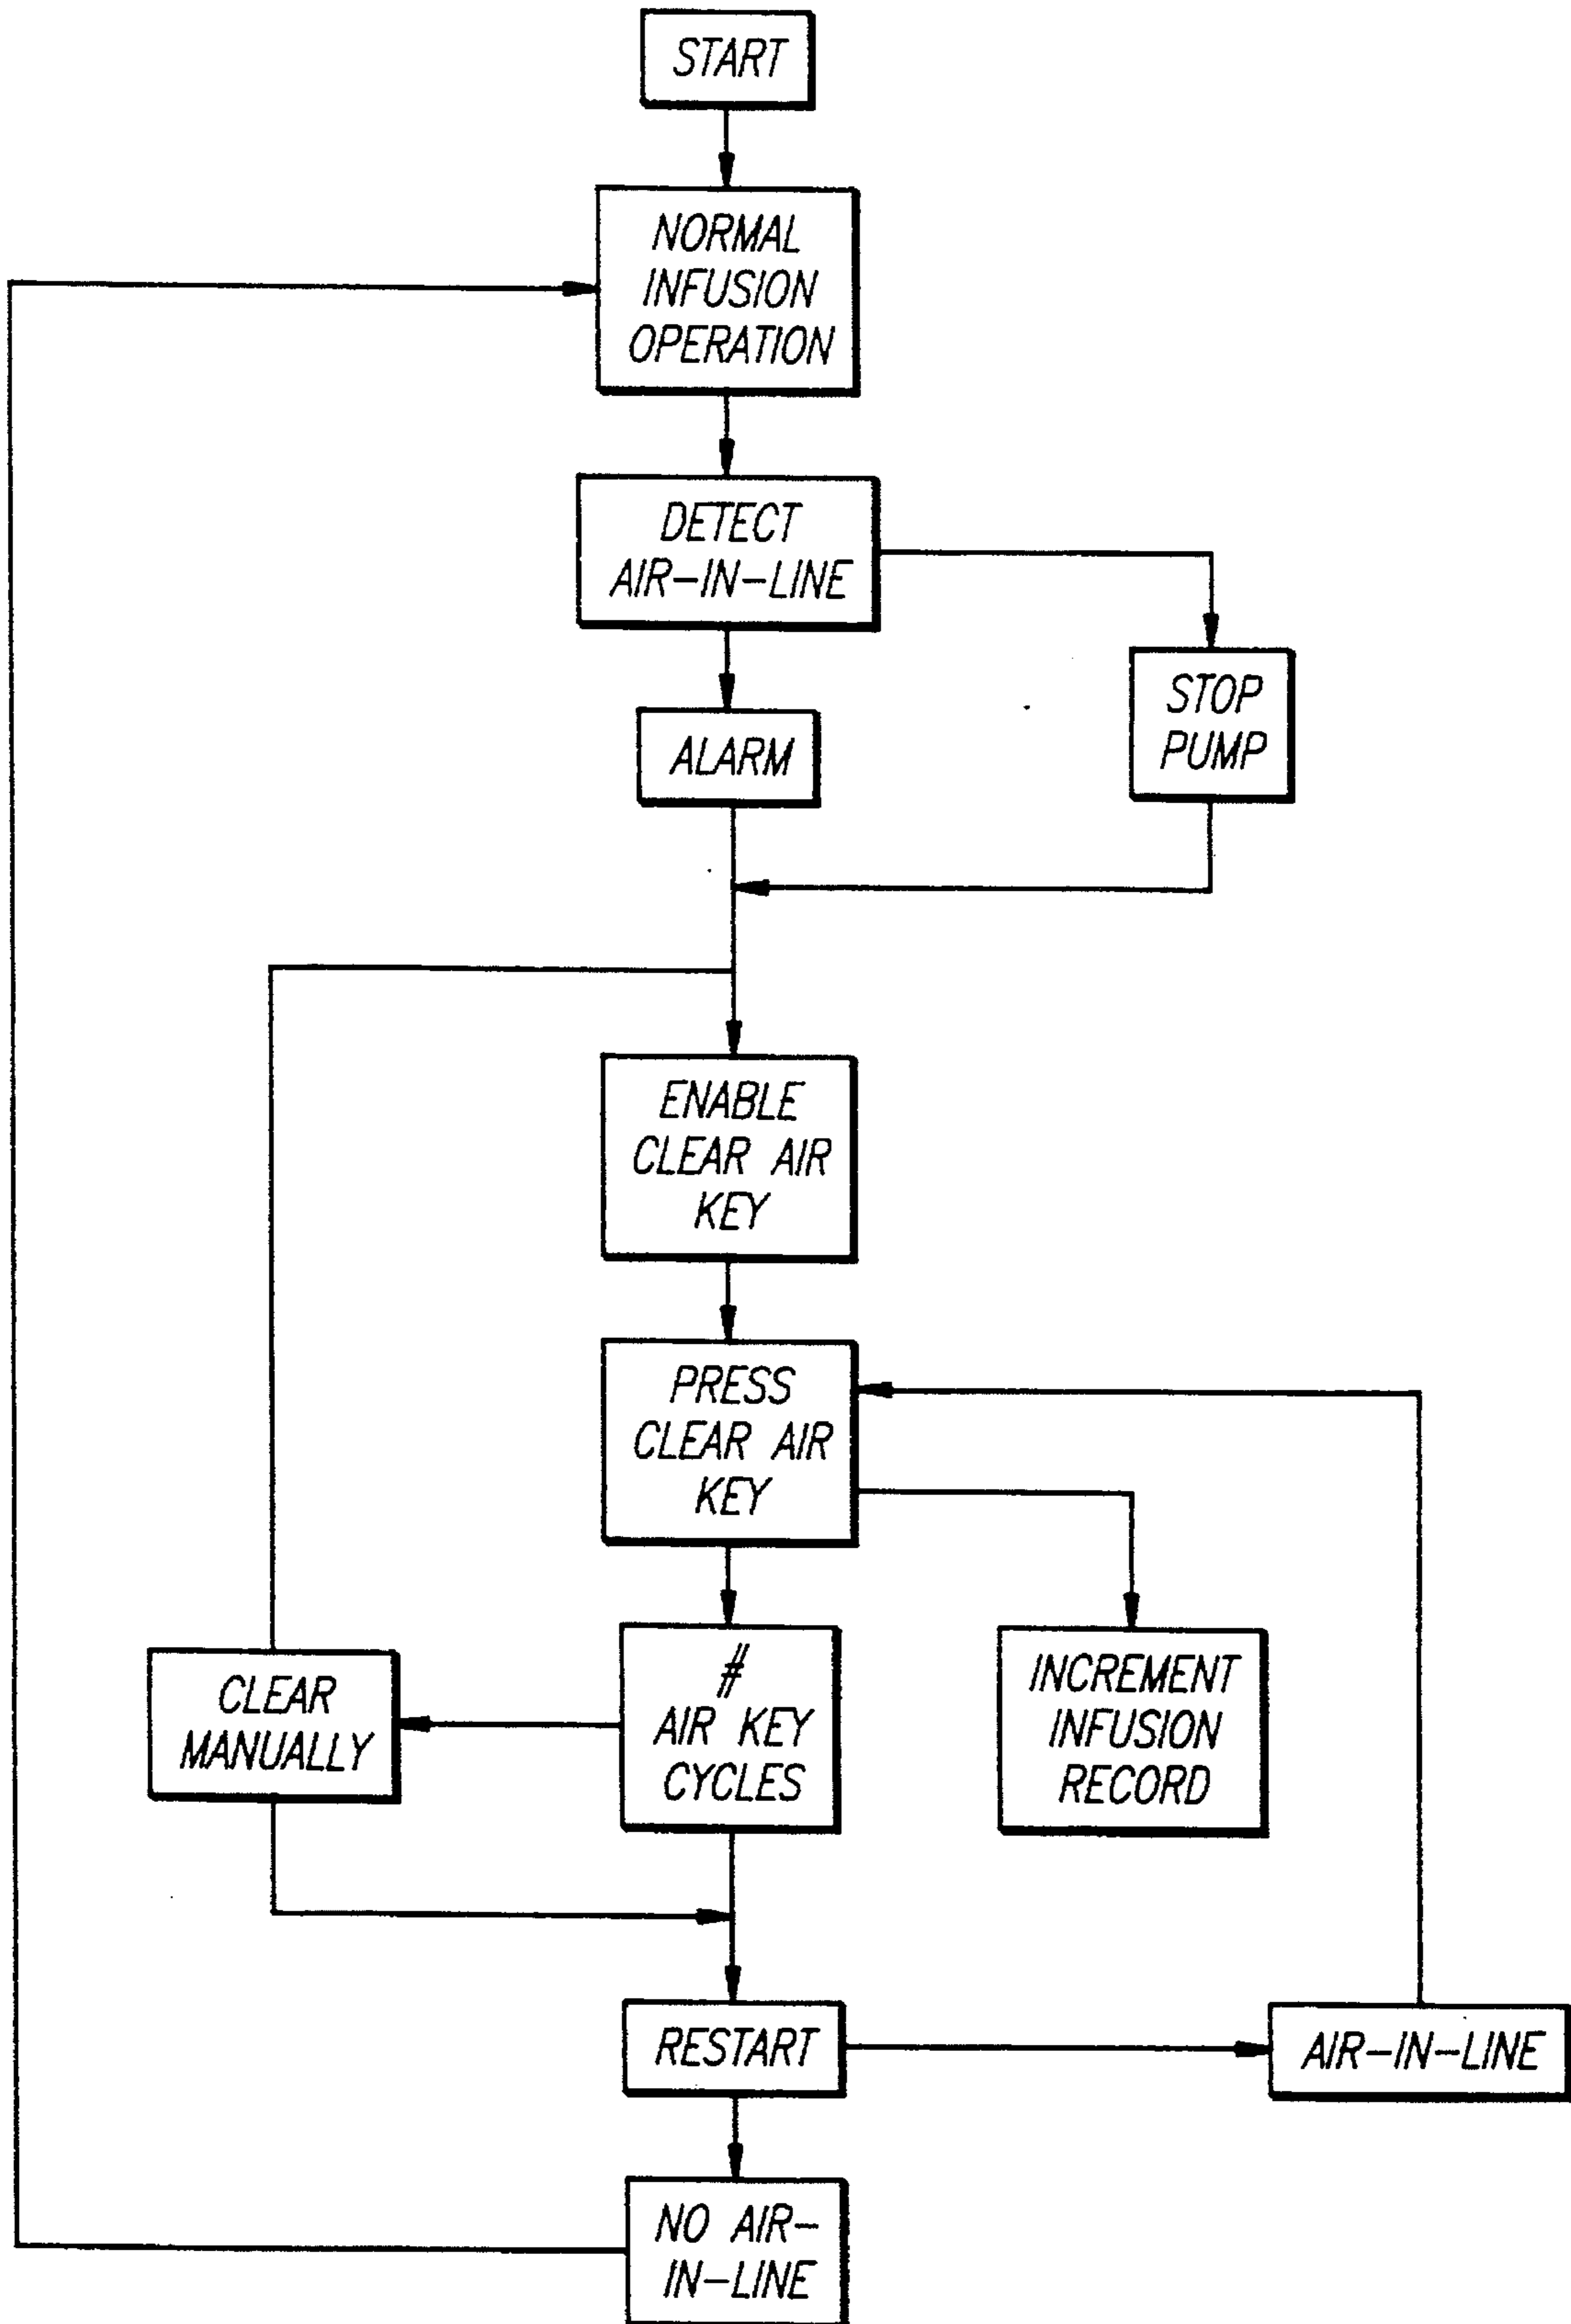 START
NORMAL
INFUSION
OPERATION
DETECT
AIR-IN-LINE
STOP
PUMP
ALARM
ENABLE
CLEAR AIR
KEY
PRESS
CLEAR AIR
KEY
#
AIR KEY
CYCLES
CLEAR
MANUALLY
INCREMENT
INFUSION
RECORD
RESTART
AIR-IN-LINE
NO AIR-
IN-LINE